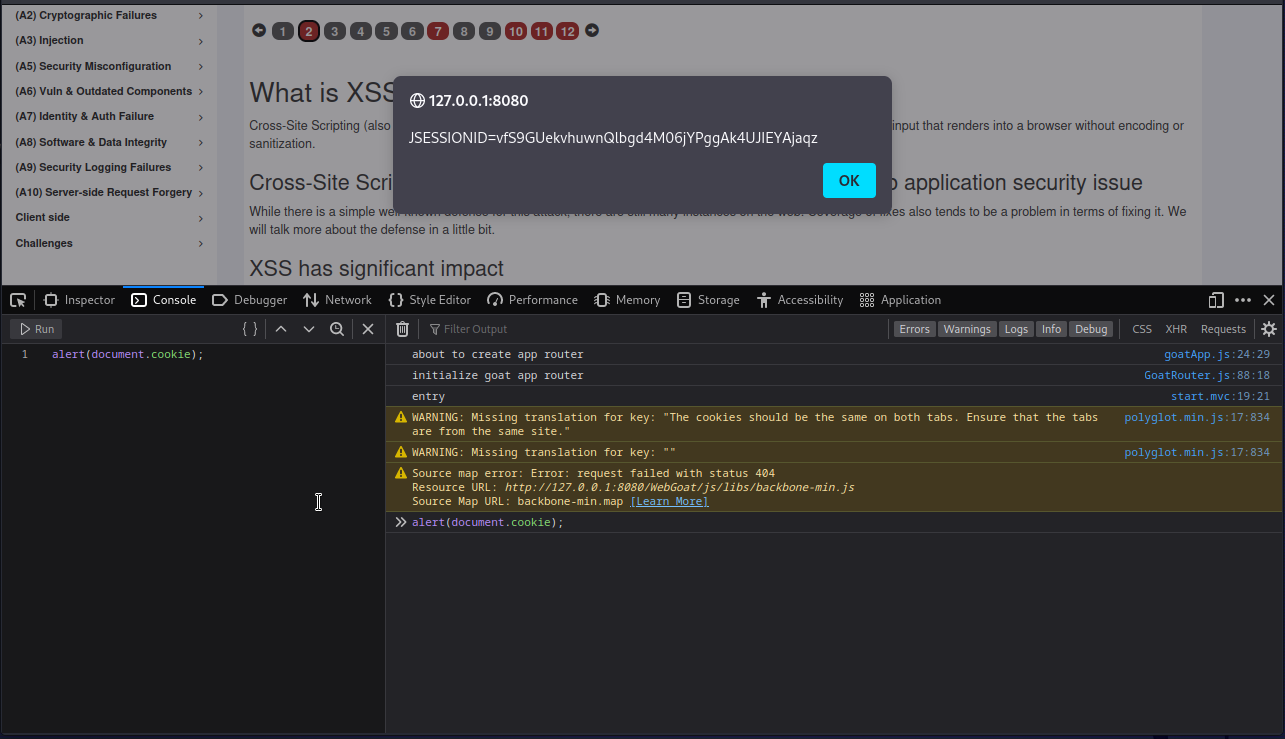 (A2) Cryptographic Failures
(A3) Injection
(A5) Security Misconfiguration
(A6) Vuln & Outdated Components
(A7) Identity & Auth Failure
(A8) Software & Data Integrity
(A9) Security Logging Failures
(A10) Server-side Request Forgery
Client side
Challenges
1 2 3 4 5 6 7 8 9 10 11 12
What is XSS
Cross-Site Scripting (also input that renders into a browser without encoding or
sanitization.
Cross-Site Scri application security issue
While there is a simple well known defense for this attack, there are still many instances on the web. Coverage of fixes also tends to be a problem in terms of fixing it. We
will talk more about the defense in a little bit.
XSS has significant impact
127.0.0.1:8080
JSESSIONID=vfS9GUekvhuwnQlbgd4M06jYPggAk4UJIEYAjaqz
OK
Inspector Console Debugger Network {} Style Editor Performance Memory Storage Accessibility Application
Run { } Filter Output Errors Warnings Logs Info Debug CSS XHR Requests
1 alert(document.cookie);
about to create app router goatApp.js:24:29
initialize goat app router GoatRouter.js:88:18
entry start.mvc:19:21
WARNING: Missing translation for key: "The cookies should be the same on both tabs. Ensure that the tabs polyglot.min.js:17:834
are from the same site."
WARNING: Missing translation for key: "" polyglot.min.js:17:834
Source map error: Error: request failed with status 404
Resource URL: http://127.0.0.1:8080/WebGoat/js/libs/backbone-min.js
Source Map URL: backbone-min.map [Learn More]
alert(document.cookie);